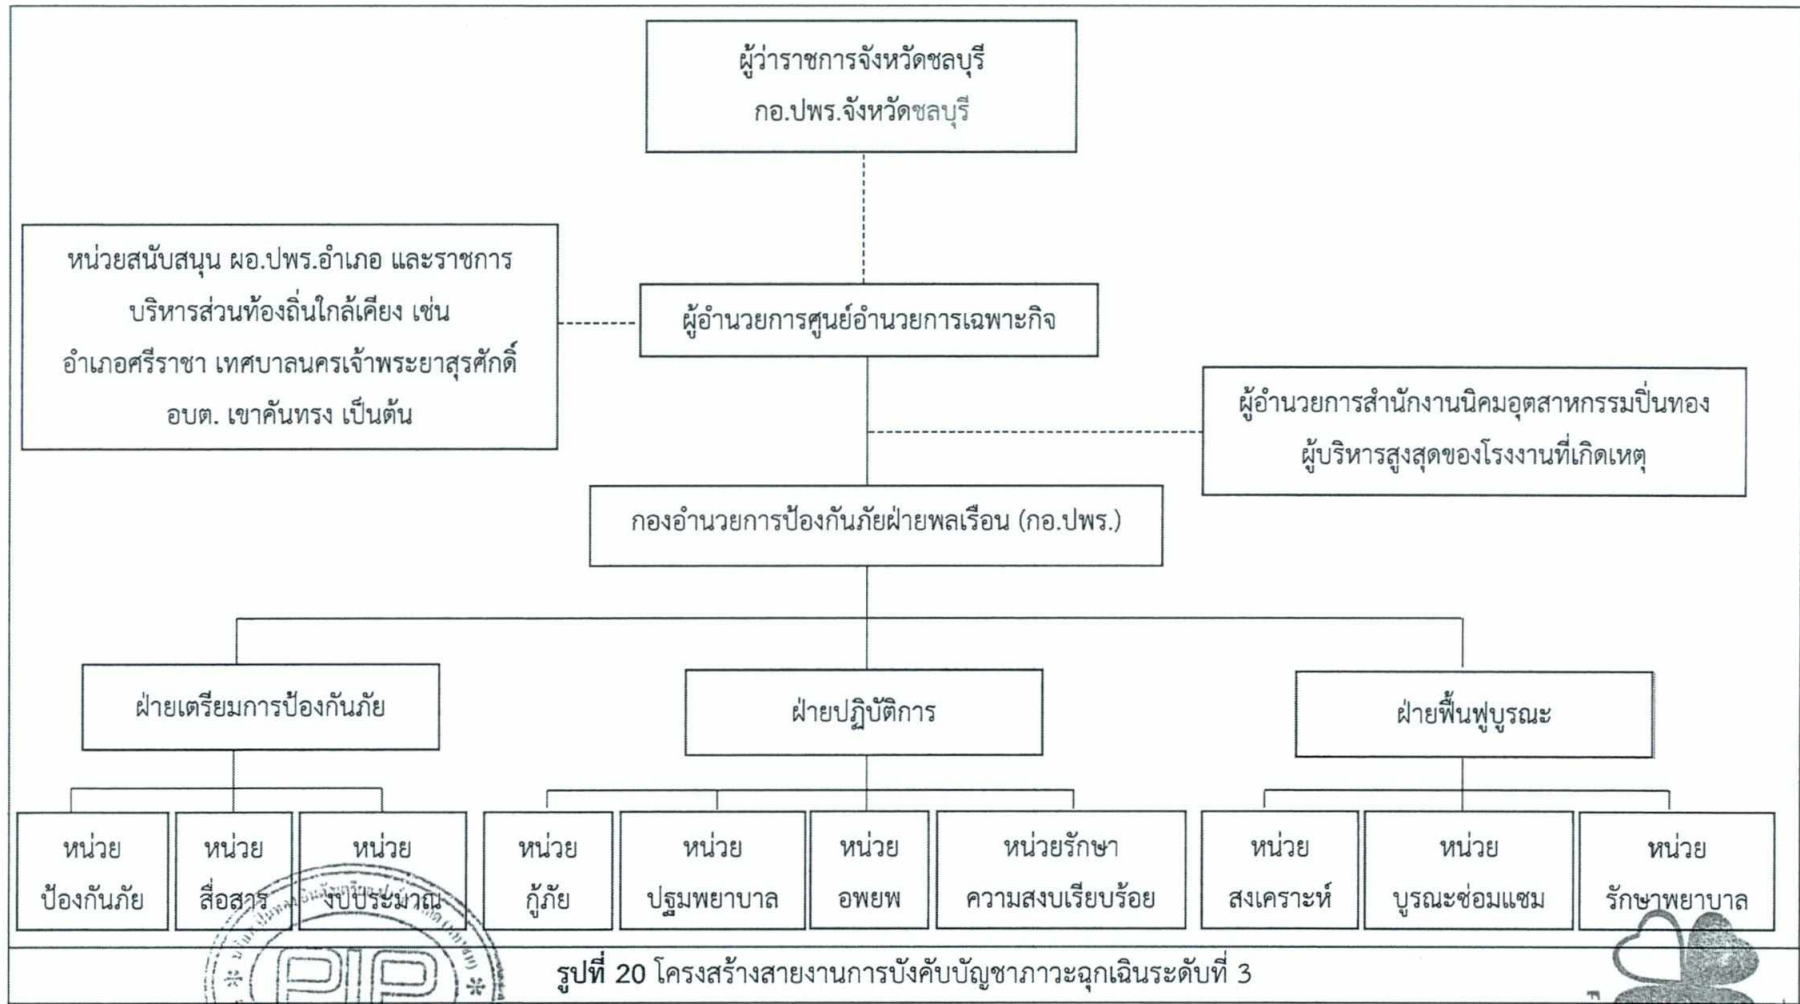 ผู้ว่าราชการจังหวัดชลบุรี
กอ.ปพร.จังหวัดชลบุรี
หน่วยสนับสนุน ผอ.ปพร.อำเภอ และราชการ
บริหารส่วนท้องถิ่นใกล้เคียง เช่น
อำเภอศรีราชา เทศบาลนครเจ้าพระยาสุรศักดิ์
อบต. เขาคันทรง เป็นต้น
ผู้อำนวยการศูนย์อำนวยการเฉพาะกิจ
ผู้อำนวยการสำนักงานนิคมอุตสาหกรรมปิ่นทอง
ผู้บริหารสูงสุดของโรงงานที่เกิดเหตุ
กองอำนวยการป้องกันภัยฝ่ายพลเรือน (กอ.ปพร.)
ฝ่ายเตรียมการป้องกันภัย
ฝ่ายปฏิบัติการ
ฝ่ายฟื้นฟูบูรณะ
หน่วย
ป้องกันภัย
หน่วย
สื่อสาร
หน่วย
งบประมาณ
หน่วย
กู้ภัย
หน่วย
ปฐมพยาบาล
หน่วย
อพยพ
หน่วยรักษา
ความสงบเรียบร้อย
หน่วย
สงเคราะห์
หน่วย
บูรณะซ่อมแซม
หน่วย
รักษาพยาบาล
PIP
รูปที่ 20 โครงสร้างสายงานการบังคับบัญชาภาวะฉุกเฉินระดับที่ 3